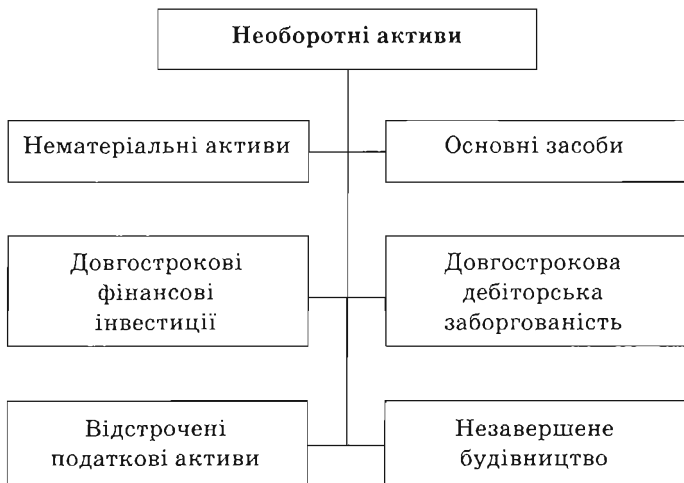 Необоротні активи
Нематеріальні активи
Основні засоби
Довгострокові
фінансові
інвестиції
Довгострокова
дебіторська
заборгованість
Відстрочені
податкові активи
Незавершене
будівництво